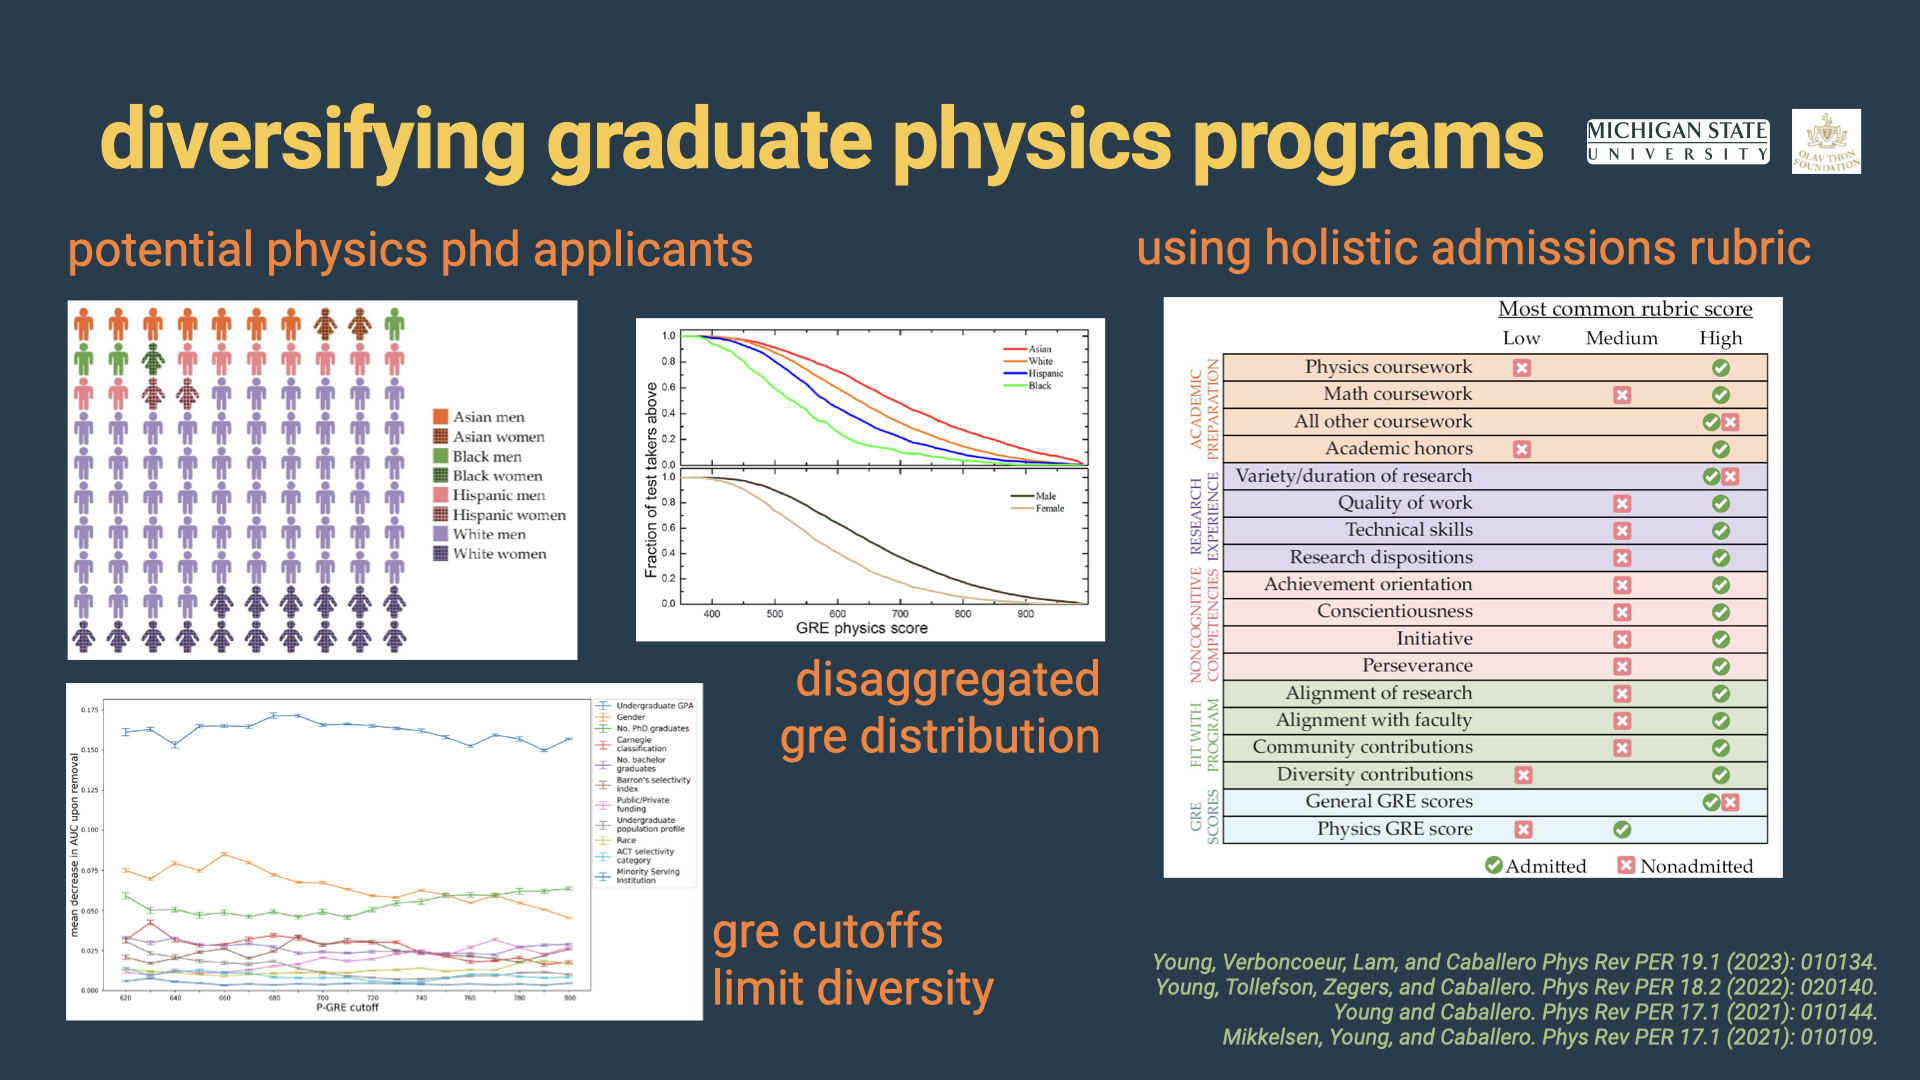 diversifying graduate physics programs
MICHIGAN STATE
UNIVERSITY
OLAV THON
FOUNDATION
potential physics phd applicants
using holistic admissions rubric
Asian men
Asian women
Black men
Black women
Hispanic men
Hispanic women
White men
White women
Fraction of test takers above
1.0
0.8
0.6
0.4
0.2
0.0
Asian
White
Hispanic
Black
1.0
0.8
0.6
0.4
0.2
0.0
Male
Female
400 500 600 700 800 900
GRE physics score
disaggregated
gre distribution
mean decrease in AUC upon removal
0.175
0.150
0.125
0.100
0.075
0.050
0.025
0.000
620 640 660 680 700 720 740 760 780 800
P-GRE cutoff
Undergraduate GPA
Gender
No. PhD graduates
Carnegie
classification
No. bachelor
graduates
Barron's selectivity
index
Public/Private
funding
Undergraduate
population profile
Race
ACT selectivity
category
Minority Serving
Institution
gre cutoffs
limit diversity
Most common rubric score
Low Medium High
ACADEMIC
PREPARATION
Physics coursework
Math coursework
All other coursework
Academic honors
RESEARCH
EXPERIENCE
Variety/duration of research
Quality of work
Technical skills
Research dispositions
NONCOGNITIVE
COMPETENCIES
Achievement orientation
Conscientiousness
Initiative
Perseverance
FIT WITH
PROGRAM
Alignment of research
Alignment with faculty
Community contributions
Diversity contributions
GRE
SCORES
General GRE scores
Physics GRE score
Admitted Nonadmitted
Young, Verboncoeur, Lam, and Caballero Phys Rev PER 19.1 (2023): 010134.
Young, Tollefson, Zegers, and Caballero. Phys Rev PER 18.2 (2022): 020140.
Young and Caballero. Phys Rev PER 17.1 (2021): 010144.
Mikkelsen, Young, and Caballero. Phys Rev PER 17.1 (2021): 010109.